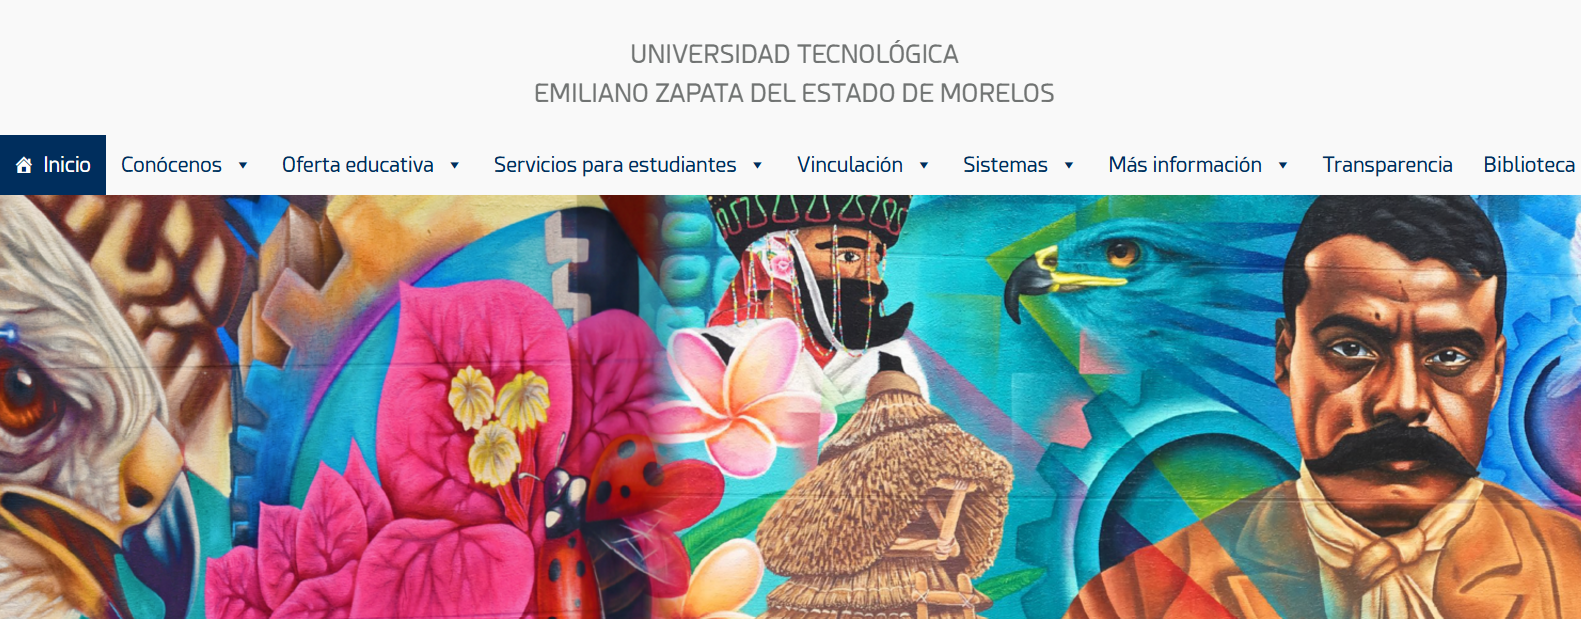 UNIVERSIDAD TECNOLÓGICA
EMILIANO ZAPATA DEL ESTADO DE MORELOS
Inicio Conócenos Oferta educativa Servicios para estudiantes Vinculación Sistemas Más información Transparencia Biblioteca